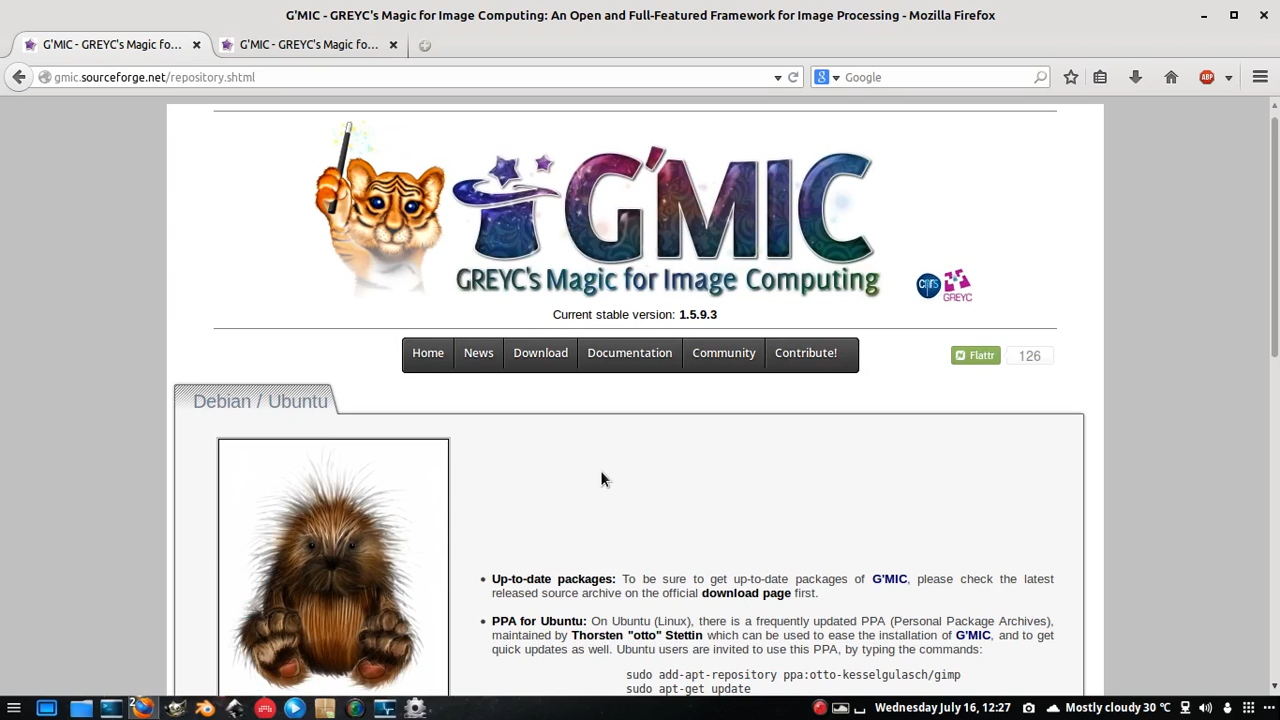 G'MIC - GREYC's Magic for Image Computing: An Open and Full-Featured Framework for Image Processing - Mozilla Firefox
G'MIC - GREYC's Magic fo...
G'MIC - GREYC's Magic fo...
gmic.sourceforge.net/repository.shtml
8
Google
ABP
G'MIC
GREYC's Magic for Image Computing
cnrs
GREYC
Current stable version: 1.5.9.3
Home
News
Download
Documentation
Community
Contribute!
Flattr
126
Debian / Ubuntu
• Up-to-date packages: To be sure to get up-to-date packages of G'MIC, please check the latest
released source archive on the official download page first.
• PPA for Ubuntu: On Ubuntu (Linux), there is a frequently updated PPA (Personal Package Archives),
maintained by Thorsten "otto" Stettin which can be used to ease the installation of G'MIC, and to get
quick updates as well. Ubuntu users are invited to use this PPA, by typing the commands:
sudo add-apt-repository ppa:otto-kesselgulasch/gimp
sudo apt-get update
2
Wednesday July 16, 12:27
Mostly cloudy 30 °C